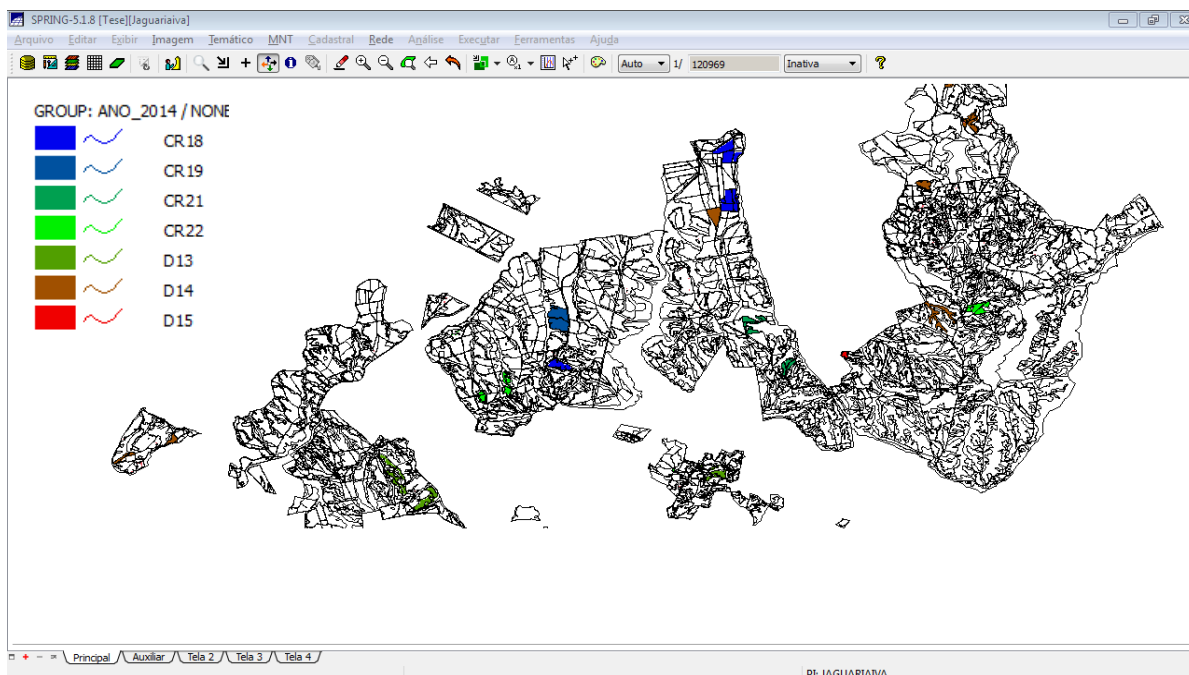 SPRING-5.1.8 [Tese][Jaguariaiva]
Arquivo Editar Exibir Imagem Temático MNT Cadastral Rede Análise Executar Ferramentas Ajuda
Auto 1/ 120969 Inativa ?
GROUP: ANO_2014 / NONE
CR18
CR19
CR21
CR22
D13
D14
D15
Principal Auxiliar Tela 2 Tela 3 Tela 4
PI: JAGUARIAIVA